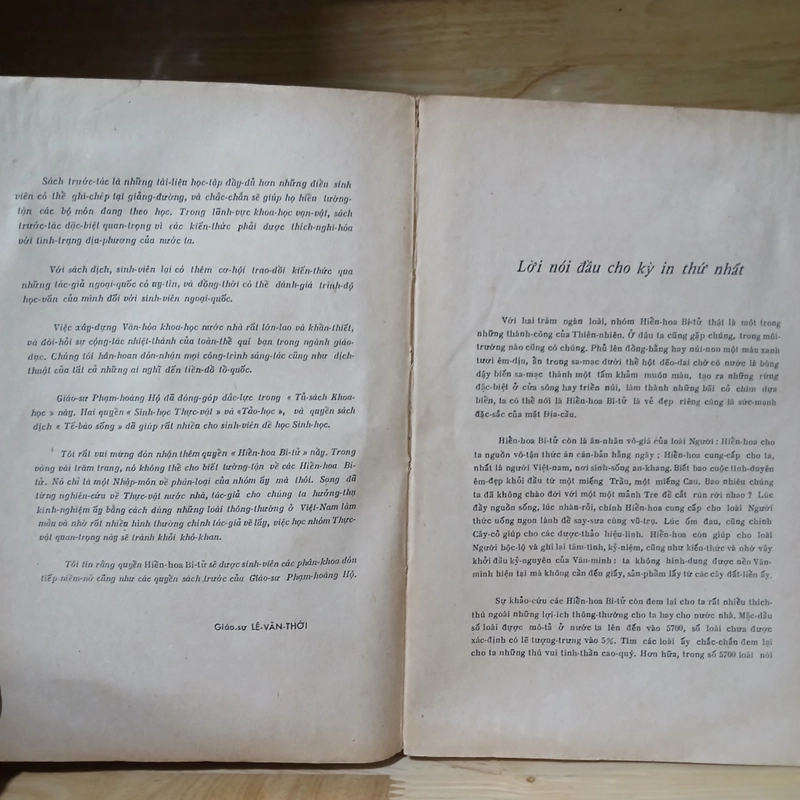 Sách trước-tác là những tài-liệu học-tập đầy-đủ hơn những điều sinh
viên có thể ghi-chép tại giảng-đường, và chắc-chắn sẽ giúp họ hiểu tường-
tận các bộ môn đang theo học. Trong lãnh-vực khoa-học vạn-vật, sách
trước-tác đặc-biệt quan-trọng vì các kiến-thức phải được thích-nghi-hóa
với tình-trạng địa-phương của nước ta.
Với sách dịch, sinh-viên lại có thêm cơ-hội trao-dồi kiến-thức qua
những tác-giả ngoại-quốc có uy-tín, và đồng-thời có thể đánh-giá trình-độ
học-vấn của mình đối với sinh-viên ngoại-quốc.
Việc xây-dựng Văn-hóa khoa-học nước nhà rất lớn-lao và khẩn-thiết,
và đòi-hỏi sự cộng-tác nhiệt-thành của toàn-thể quí bạn trong ngành giáo-
dục. Chúng tôi hân-hoan đón-nhận mọi công-trình sáng-tác cũng như dịch-
thuật của tất cả những ai nghĩ đến tiền-đồ tổ-quốc.
Giáo-sư Phạm-hoàng Hộ đã đóng-góp đắc-lực trong « Tủ-sách Khoa-
học » này. Hai quyển « Sinh-học Thực-vật » và « Tảo-học », và quyển sách
dịch « Tế-bào sống » đã giúp rất nhiều cho sinh-viên để học Sinh-học.
Tôi rất vui mừng đón nhận thêm quyển « Hiển-hoa Bí-tử » nầy. Trong
vòng vài trăm trang, nó không thể cho biết tường-tận về các Hiển-hoa Bí-
tử. Nó chỉ là một Nhập-môn về phân-loại của nhóm ấy mà thôi. Song đã
từng nghiên-cứu về Thực-vật nước nhà, tác-giả cho chúng ta hưởng-thụ
kinh-nghiệm ấy bằng cách dùng những loài thông-thường ở Việt-Nam làm
mẫu và nhờ rất nhiều hình thường chính tác-giả vẽ lấy, việc học nhóm Thực-
vật quan-trọng này sẽ tránh khỏi khó-khan.
Tôi tin rằng quyển Hiển-hoa Bí-tử sẽ được sinh-viên các phân-khoa đón
tiếp niềm-nở cũng như các quyển sách trước của Giáo-sư Phạm-hoàng Hộ.
Giáo-sư LÊ-VĂN-THỚI
Lời nói đầu cho kỳ in thứ nhất
Với hai trăm ngàn loài, nhóm Hiển-hoa Bí-tử thật là một trong
những thành-công của Thiên-nhiên. Ở đâu ta cũng gặp chúng, trong môi-
trường nào cũng có chúng. Phủ lên đồng-bằng hay núi-non một màu xanh
tươi êm-dịu, ẩn trong sa-mạc dưới thể hột dẻo-dai chờ có nước là bùng
dậy biến sa-mạc thành một tấm khảm muôn màu, tạo ra những rừng
đặc-biệt ở cửa sông hay triền núi, làm thành những bãi cỏ chìm dựa
biển, ta có thể nói là Hiển-hoa Bí-tử là vẻ đẹp riêng cùng là sức-mạnh
đặc-sắc của mặt Địa-cầu.
Hiển-hoa Bí-tử còn là ân-nhân vô-giá của loài Người : Hiển-hoa cho
ta nguồn vô-tận thức ăn căn-bản hằng ngày ; Hiển-hoa cung-cấp cho ta,
nhất là người Việt-nam, nơi sinh-sống an-khang. Biết bao cuộc tình-duyên
êm-đẹp khởi đầu từ một miếng Trầu, một miếng Cau. Bao nhiêu chúng
ta đã không chào đời với một một mảnh Tre để cắt rún rời nhau ? Lúc
đầy nguồn sống, lúc nhàn-rỗi, chính Hiển-hoa cung cấp cho loài Người
thức uống ngon lành để say-sưa cùng vũ-trụ. Lúc ốm đau, cũng chính
Cây-cỏ giúp cho các được-thảo hiệu-linh. Hiển-hoa còn giúp cho loài
Người bộc-lộ và ghi lại tâm-tình, kỷ-niệm, cũng như kiến-thức và nhờ vậy
khởi đầu kỷ-nguyên của Văn-minh : ta không hình-dung được nền Văn-
minh hiện tại mà không cần đến giấy, sản-phẩm lấy từ các cây đất-liền ấy.
Sự khảo-cứu các Hiển-hoa Bí-tử còn đem lại cho ta rất nhiều thích-
thú ngoài những lợi-ích thông-thường cho ta hay cho nước nhà. Mặc-dầu
số loài được mô-tả ở nước ta lên đến vào 5700, số loài chưa được
xác-định có lẽ tượng-trưng vào 5%. Tìm các loài ấy chắc-chắn đem lại
cho ta những thú vui tinh-thần cao-quý. Hơn hữa, trong số 5700 loài nói